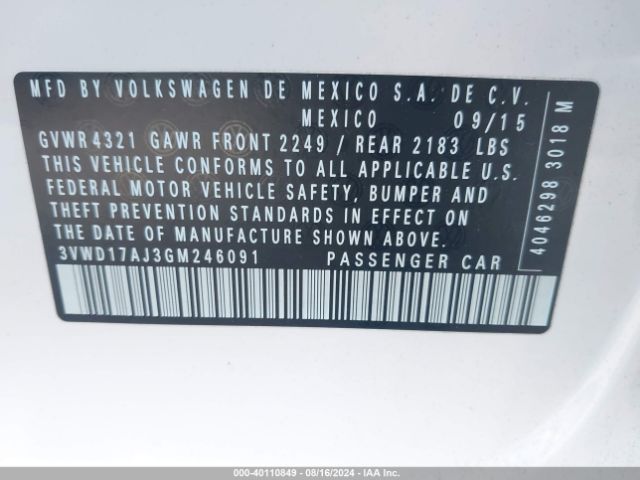 MFD BY VOLKSWAGEN DE MEXICO S.A. DE C.V.
MEXICO 09/15
GVWR 4321 GAWR FRONT 2249 / REAR 2183 LBS
THIS VEHICLE CONFORMS TO ALL APPLICABLE U.S.
FEDERAL MOTOR VEHICLE SAFETY, BUMPER AND
THEFT PREVENTION STANDARDS IN EFFECT ON
THE DATE OF MANUFACTURE SHOWN ABOVE.
3VWD17AJ3GM246091 PASSENGER CAR
4046298 3018 M
000-40110849 - 08/16/2024 - IAA Inc.